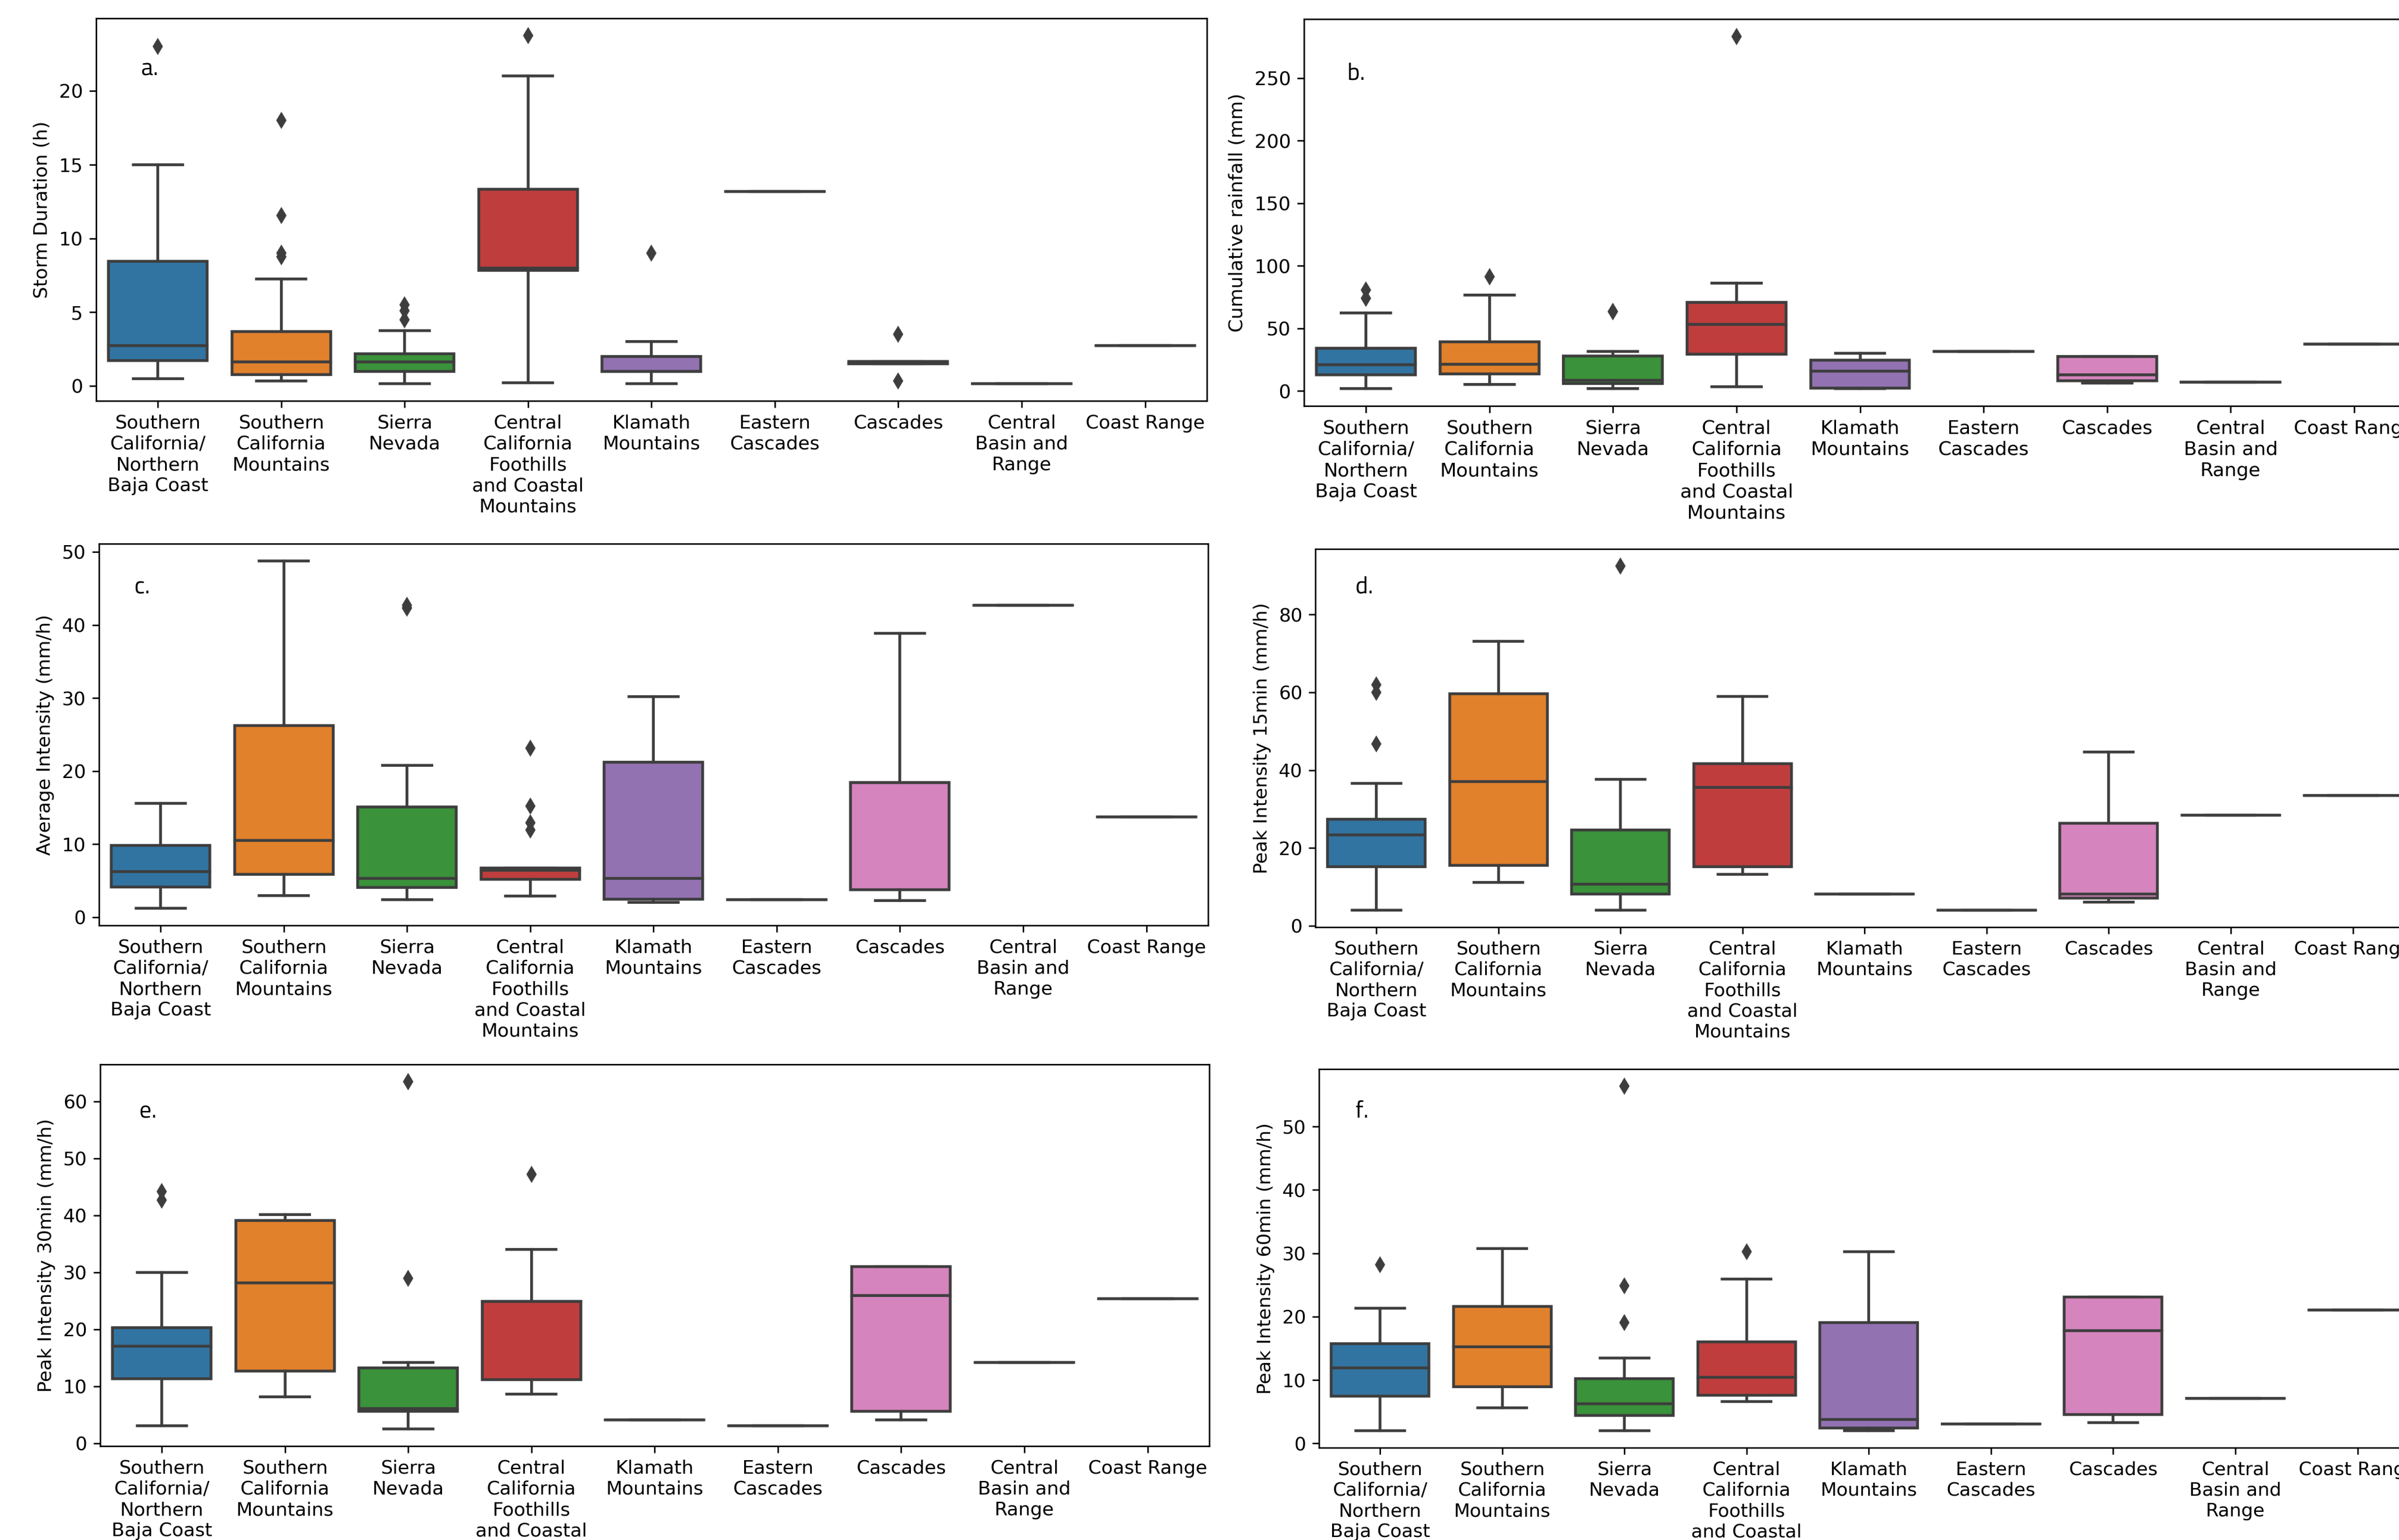 a.
Storm Duration (h)
20
15
10
5
0
Southern California/ Northern Baja Coast
Southern California Mountains
Sierra Nevada
Central California Foothills and Coastal Mountains
Klamath Mountains
Eastern Cascades
Cascades
Central Basin and Range
Coast Range
b.
Cumulative rainfall (mm)
250
200
150
100
50
0
Southern California/ Northern Baja Coast
Southern California Mountains
Sierra Nevada
Central California Foothills and Coastal Mountains
Klamath Mountains
Eastern Cascades
Cascades
Central Basin and Range
Coast Rang
c.
Average Intensity (mm/h)
50
40
30
20
10
0
Southern California/ Northern Baja Coast
Southern California Mountains
Sierra Nevada
Central California Foothills and Coastal Mountains
Klamath Mountains
Eastern Cascades
Cascades
Central Basin and Range
Coast Range
d.
Peak Intensity 15min (mm/h)
80
60
40
20
0
Southern California/ Northern Baja Coast
Southern California Mountains
Sierra Nevada
Central California Foothills and Coastal Mountains
Klamath Mountains
Eastern Cascades
Cascades
Central Basin and Range
Coast Rang
e.
Peak Intensity 30min (mm/h)
60
50
40
30
20
10
0
Southern California/ Northern Baja Coast
Southern California Mountains
Sierra Nevada
Central California Foothills and Coastal
Klamath Mountains
Eastern Cascades
Cascades
Central Basin and Range
Coast Range
f.
Peak Intensity 60min (mm/h)
50
40
30
20
10
0
Southern California/ Northern Baja Coast
Southern California Mountains
Sierra Nevada
Central California Foothills and Coastal
Klamath Mountains
Eastern Cascades
Cascades
Central Basin and Range
Coast Rang